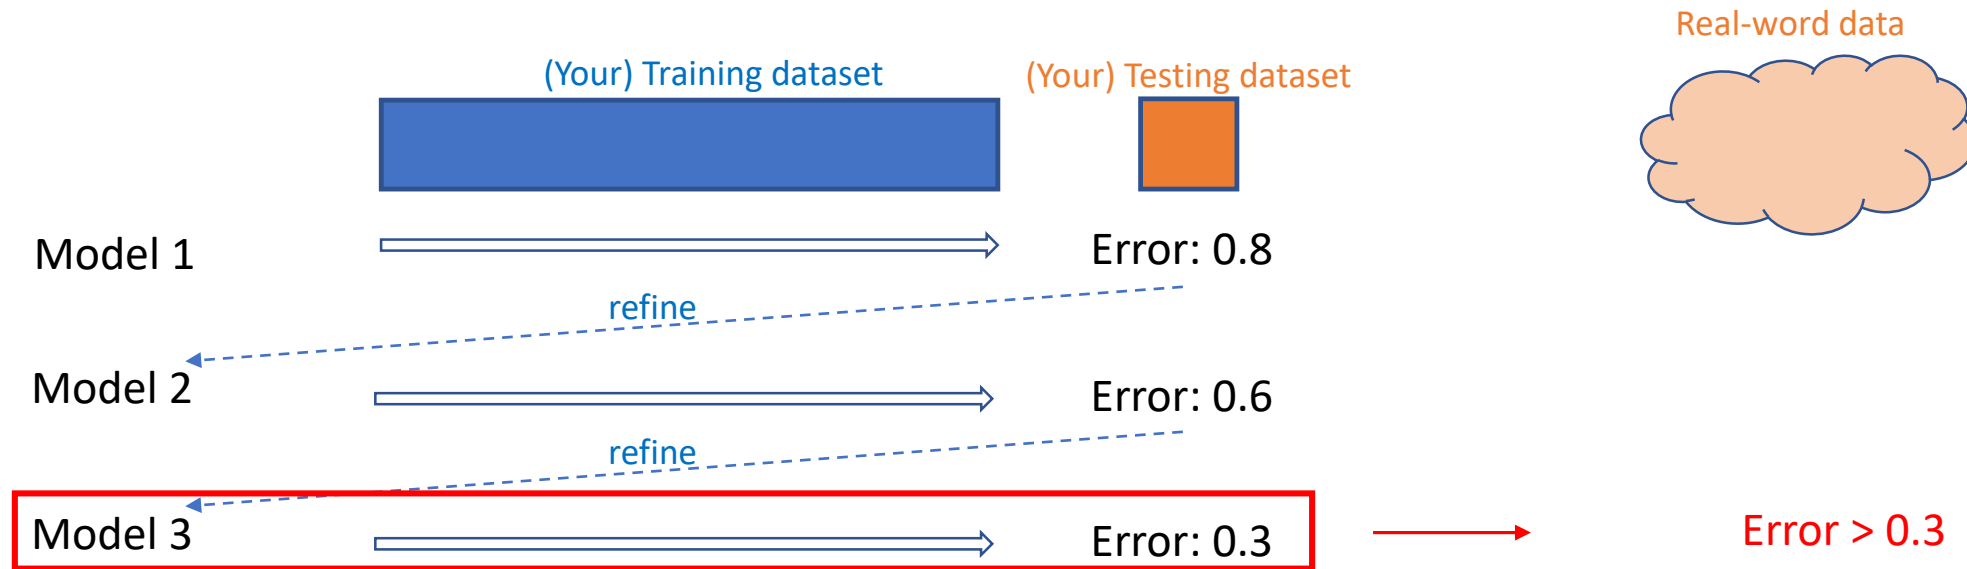 Real-word data
(Your) Training dataset
(Your) Testing dataset
Model 1
Error: 0.8
refine
Model 2
Error: 0.6
refine
Model 3
Error: 0.3
Error > 0.3